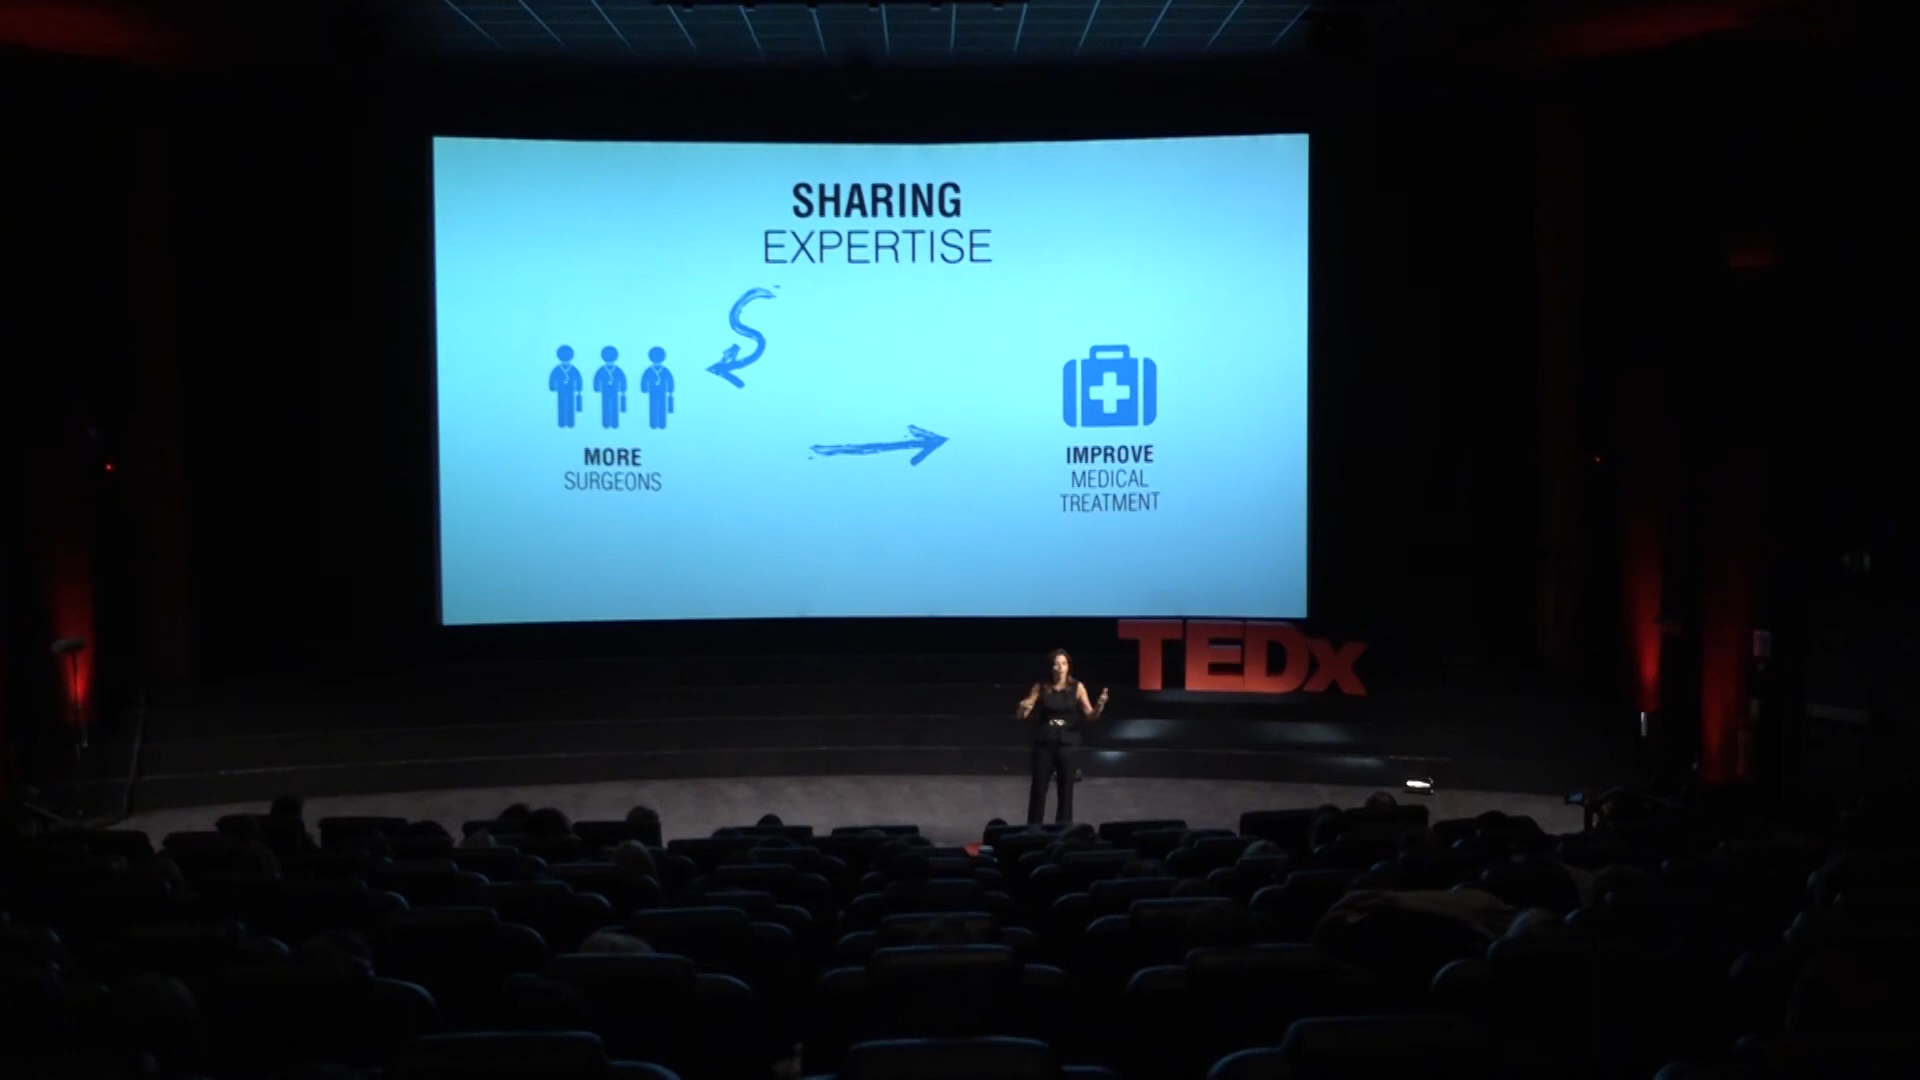 SHARING
EXPERTISE
MORE
SURGEONS
IMPROVE
MEDICAL
TREATMENT
TEDx